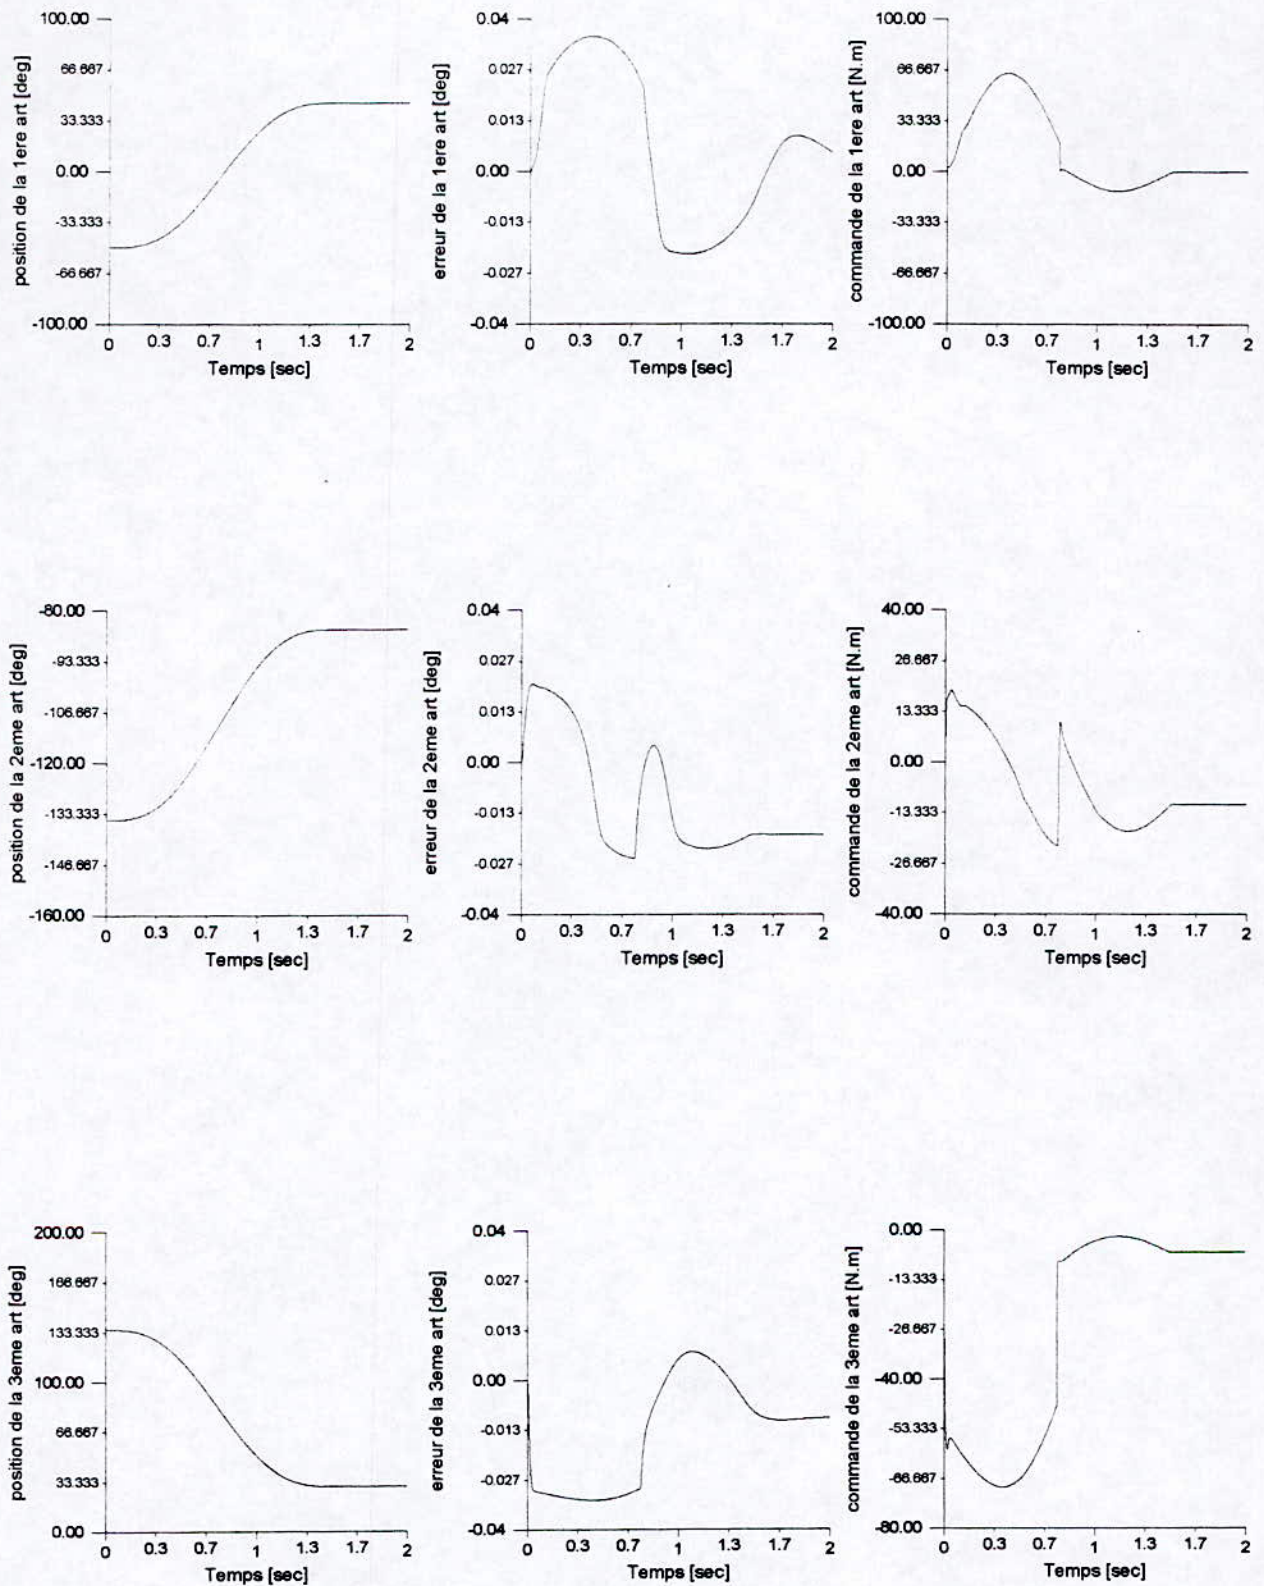 position de la 1ere art [deg]
100.00
66.667
33.333
0.00
-33.333
-66.667
-100.00
0 0.3 0.7 1 1.3 1.7 2
Temps [sec]
erreur de la 1ere art [deg]
0.04
0.027
0.013
0.00
-0.013
-0.027
-0.04
0 0.3 0.7 1 1.3 1.7 2
Temps [sec]
commande de la 1ere art [N.m]
100.00
66.667
33.333
0.00
-33.333
-66.667
-100.00
0 0.3 0.7 1 1.3 1.7 2
Temps [sec]
position de la 2eme art [deg]
-80.00
-93.333
-106.667
-120.00
-133.333
-146.667
-160.00
0 0.3 0.7 1 1.3 1.7 2
Temps [sec]
erreur de la 2eme art [deg]
0.04
0.027
0.013
0.00
-0.013
-0.027
-0.04
0 0.3 0.7 1 1.3 1.7 2
Temps [sec]
commande de la 2eme art [N.m]
40.00
26.667
13.333
0.00
-13.333
-26.667
-40.00
0 0.3 0.7 1 1.3 1.7 2
Temps [sec]
position de la 3eme art [deg]
200.00
166.667
133.333
100.00
66.667
33.333
0.00
0 0.3 0.7 1 1.3 1.7 2
Temps [sec]
erreur de la 3eme art [deg]
0.04
0.027
0.013
0.00
-0.013
-0.027
-0.04
0 0.3 0.7 1 1.3 1.7 2
Temps [sec]
commande de la 3eme art [N.m]
0.00
-13.333
-26.667
-40.00
-53.333
-66.667
-80.00
0 0.3 0.7 1 1.3 1.7 2
Temps [sec]